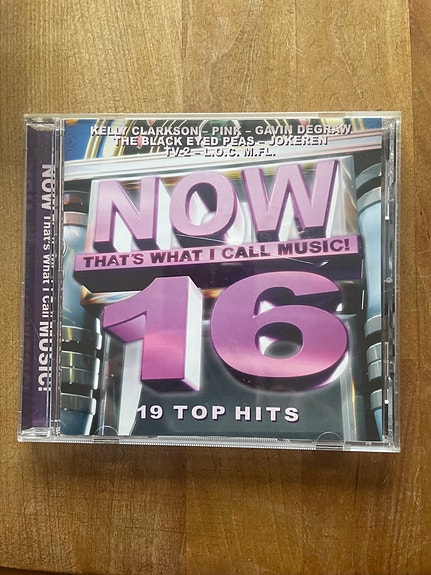 KELLY CLARKSON – PINK – GAVIN DEGRAW
THE BLACK EYED PEAS – JOKEREN
TV-2 – L.O.C. M.FL.
NOW
THAT'S WHAT I CALL MUSIC!
16
19 TOP HITS
NOW That's What I Call MUSIC!